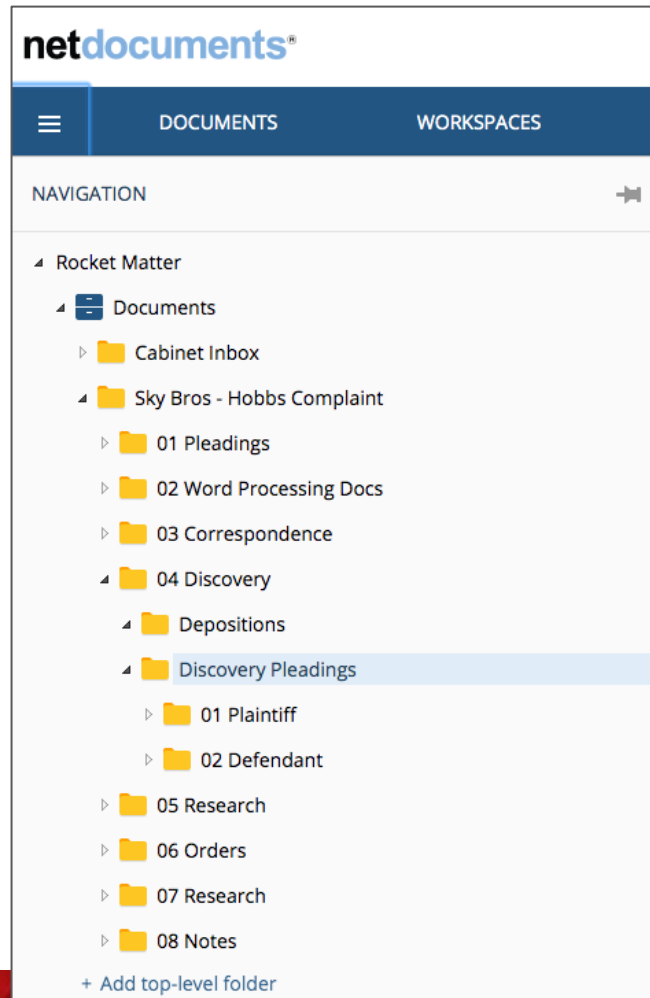 netdocuments®
DOCUMENTS WORKSPACES
NAVIGATION
Rocket Matter
Documents
Cabinet Inbox
Sky Bros - Hobbs Complaint
01 Pleadings
02 Word Processing Docs
03 Correspondence
04 Discovery
Depositions
Discovery Pleadings
01 Plaintiff
02 Defendant
05 Research
06 Orders
07 Research
08 Notes
+ Add top-level folder